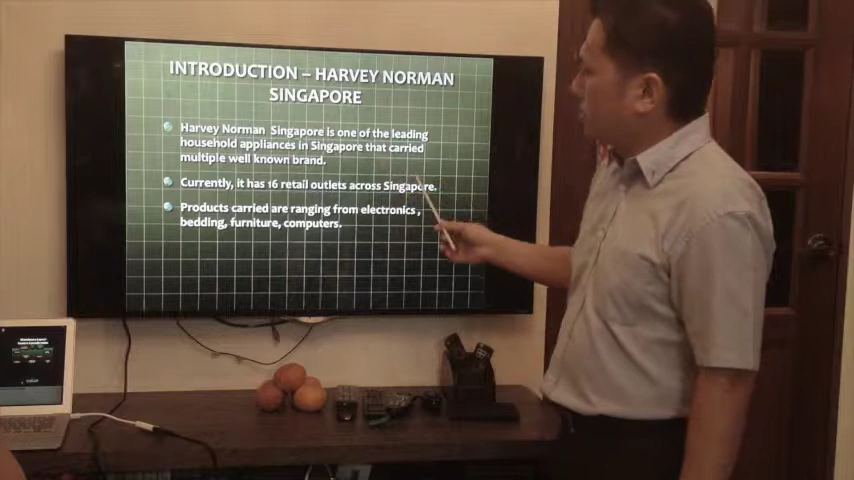 INTRODUCTION – HARVEY NORMAN
SINGAPORE
Harvey Norman Singapore is one of the leading
household appliances in Singapore that carried
multiple well known brand.
Currently, it has 16 retail outlets across Singapore.
Products carried are ranging from electronics ,
bedding, furniture, computers.